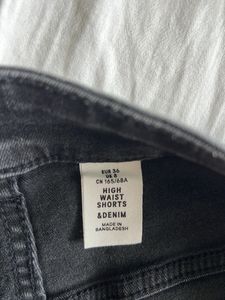 EUR 36
UK 8
CN 165/68A
HIGH
WAIST
SHORTS
&DENIM
MADE IN
BANGLADESH